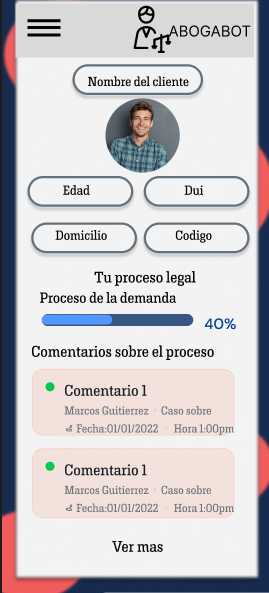 ABOGABOT
Nombre del cliente
Edad
Dui
Domicilio
Codigo
Tu proceso legal
Proceso de la demanda
40%
Comentarios sobre el proceso
Comentario 1
Marcos Guitierrez · Caso sobre
Fecha:01/01/2022 · Hora 1:00pm
Comentario 1
Marcos Guitierrez · Caso sobre
Fecha:01/01/2022 · Hora 1:00pm
Ver mas